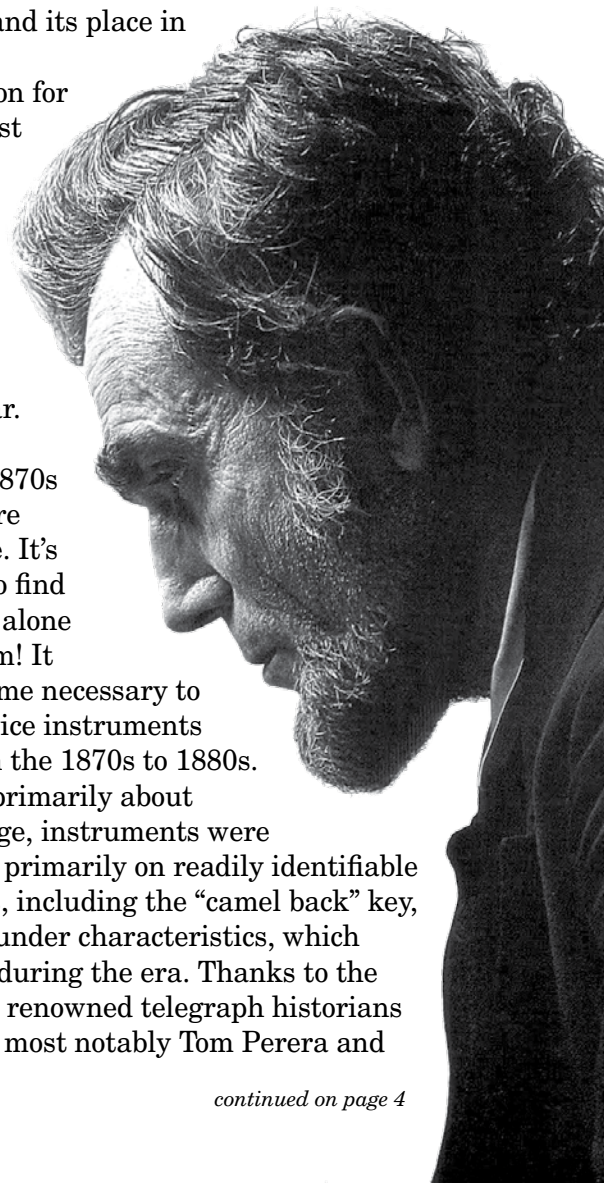 and its place in
on for
st
r.
870s
re
e. It’s
o find
alone
m! It
me necessary to
ice instruments
the 1870s to 1880s.
primarily about
ge, instruments were
primarily on readily identifiable
, including the “camel back” key,
under characteristics, which
during the era. Thanks to the
renowned telegraph historians
most notably Tom Perera and
continued on page 4